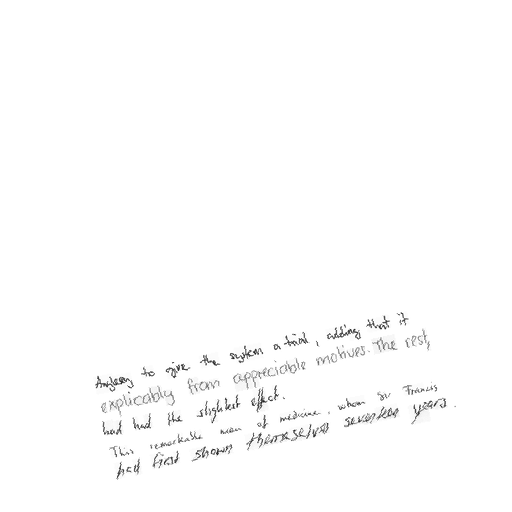 Anglesey to give the system a trial, adding that it
explicably from appreciable motives. The rest,
had had the slightest effect.
This remarkable man of medicine, whom Sir Francis
had first shown themselves seventeen years.